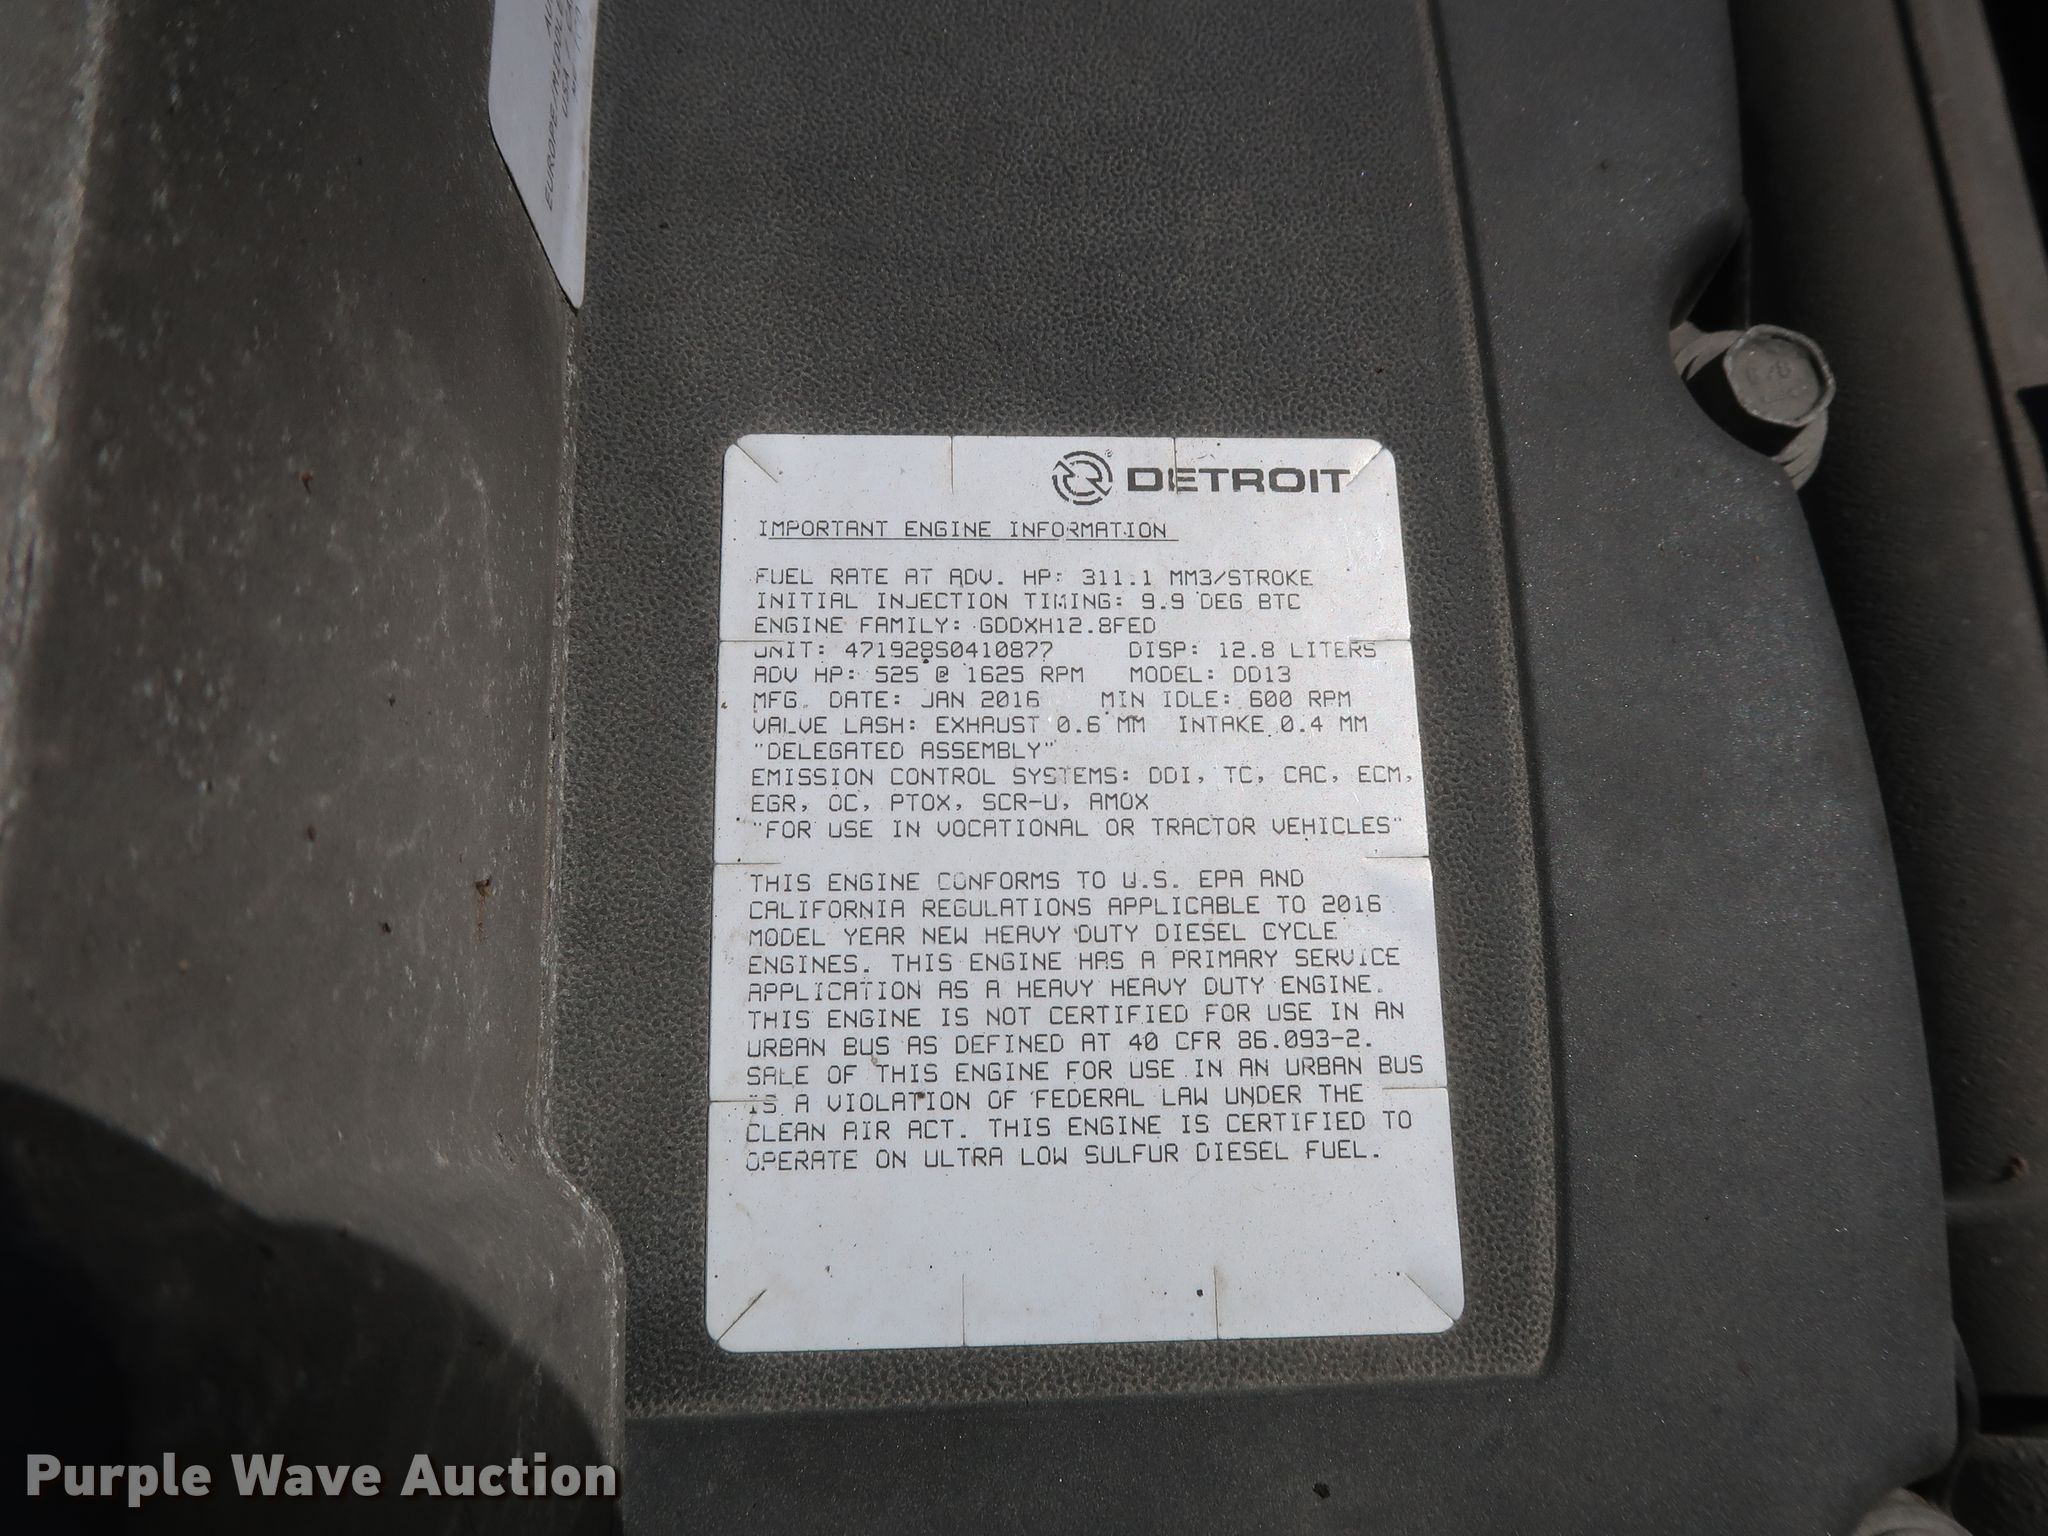 EUROPE/MIDDLE
USA / C
DETROIT
IMPORTANT ENGINE INFORMATION
FUEL RATE AT ADV. HP: 311.1 MM3/STROKE
INITIAL INJECTION TIMING: 9.9 DEG BTC
ENGINE FAMILY: GDDXH12.8FED
UNIT: 471928S0410877 DISP: 12.8 LITERS
ADV HP: 525 @ 1625 RPM MODEL: DD13
MFG. DATE: JAN 2016 MIN IDLE: 600 RPM
VALVE LASH: EXHAUST 0.6 MM INTAKE 0.4 MM
"DELEGATED ASSEMBLY"
EMISSION CONTROL SYSTEMS: DDI, TC, CAC, ECM,
EGR, OC, PTOX, SCR-U, AMOX
"FOR USE IN VOCATIONAL OR TRACTOR VEHICLES"
THIS ENGINE CONFORMS TO U.S. EPA AND
CALIFORNIA REGULATIONS APPLICABLE TO 2016
MODEL YEAR NEW HEAVY DUTY DIESEL CYCLE
ENGINES. THIS ENGINE HAS A PRIMARY SERVICE
APPLICATION AS A HEAVY HEAVY DUTY ENGINE.
THIS ENGINE IS NOT CERTIFIED FOR USE IN AN
URBAN BUS AS DEFINED AT 40 CFR 86.093-2.
SALE OF THIS ENGINE FOR USE IN AN URBAN BUS
IS A VIOLATION OF FEDERAL LAW UNDER THE
CLEAN AIR ACT. THIS ENGINE IS CERTIFIED TO
OPERATE ON ULTRA LOW SULFUR DIESEL FUEL.
Purple Wave Auction